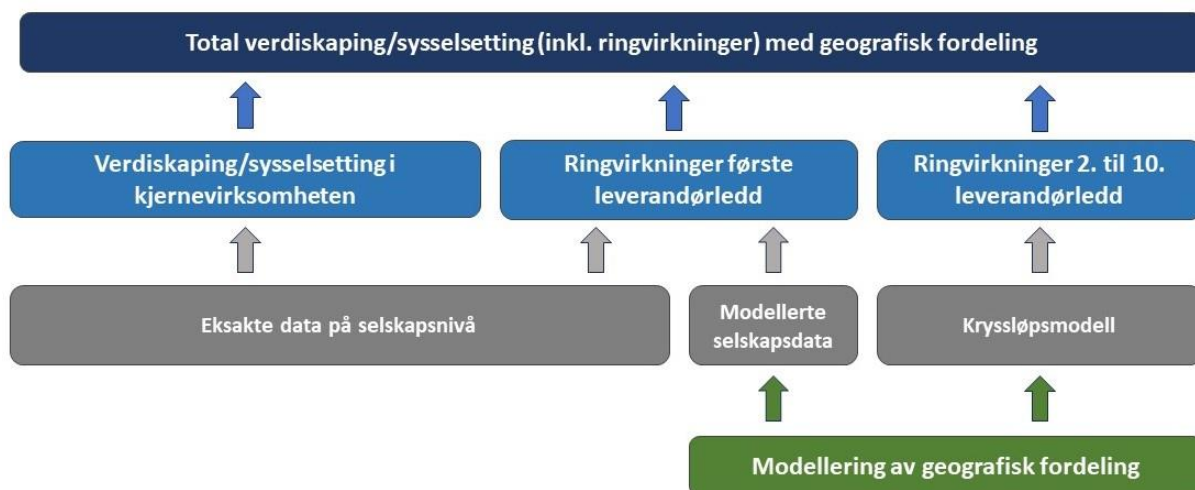 Total verdiskaping/sysselsetting (inkl. ringvirkninger) med geografisk fordeling
Verdiskaping/sysselsetting i
kjernevirksomheten
Ringvirkninger første
leverandørledd
Ringvirkninger 2. til 10.
leverandørledd
Eksakte data på selskapsnivå
Modellerte
selskapsdata
Kryssløpsmodell
Modellering av geografisk fordeling